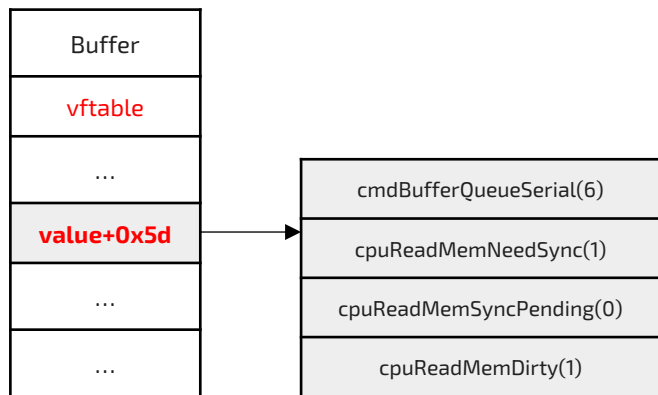 Buffer
vftable
...
value+0x5d
...
...
cmdBufferQueueSerial(6)
cpuReadMemNeedSync(1)
cpuReadMemSyncPending(0)
cpuReadMemDirty(1)